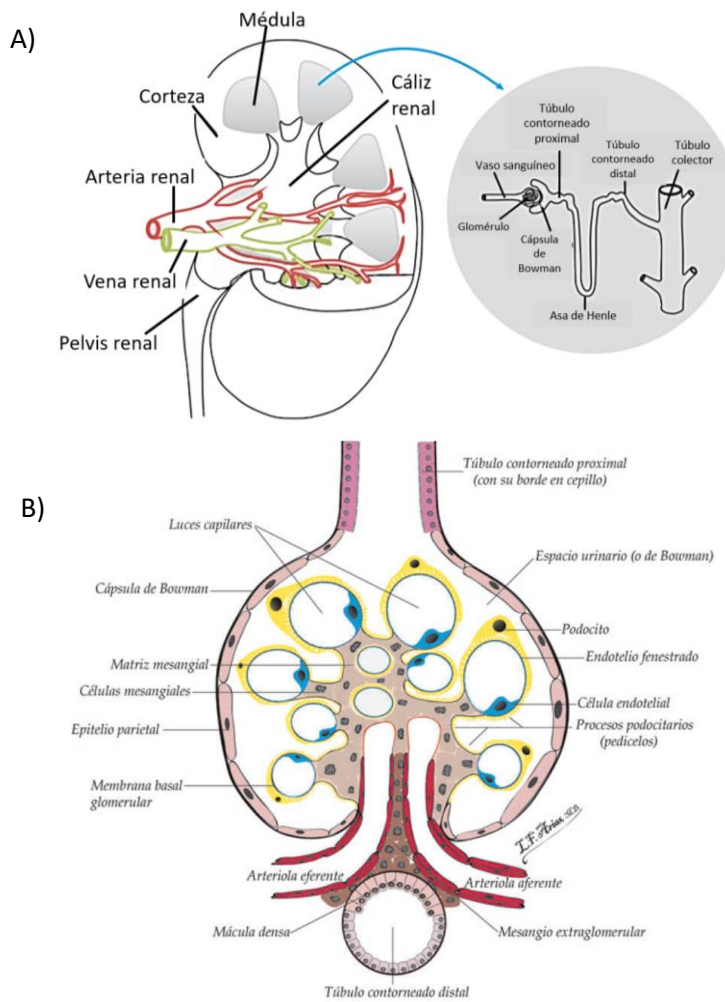 A)
Médula
Corteza
Cáliz
renal
Arteria renal
Vena renal
Pelvis renal
Túbulo
contorneado
proximal
Túbulo
contorneado
distal
Túbulo
colector
Vaso sanguíneo
Glomérulo
Cápsula
de
Bowman
Asa de Henle
B)
Túbulo contorneado proximal
(con su borde en cepillo)
Luces capilares
Espacio urinario (o de Bowman)
Cápsula de Bowman
Podocito
Matriz mesangial
Endotelio fenestrado
Células mesangiales
Célula endotelial
Epitelio parietal
Procesos podocitarios
(pedicelos)
Membrana basal
glomerular
L.F. Arias
Arteriola eferente
Arteriola aferente
Mácula densa
Mesangio extraglomerular
Túbulo contorneado distal